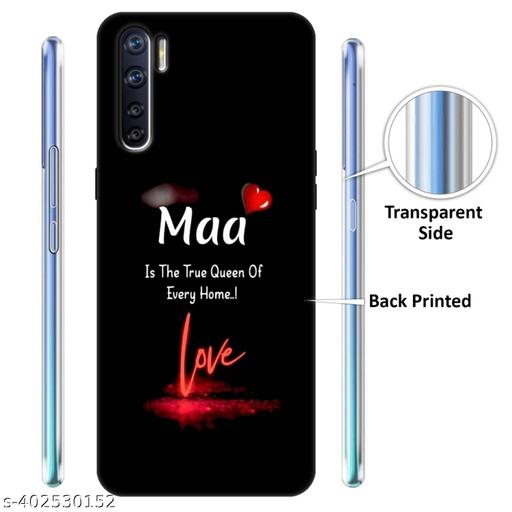 Maa
Is The True Queen Of
Every Home..!
Love
Transparent
Side
Back Printed
s-402530152